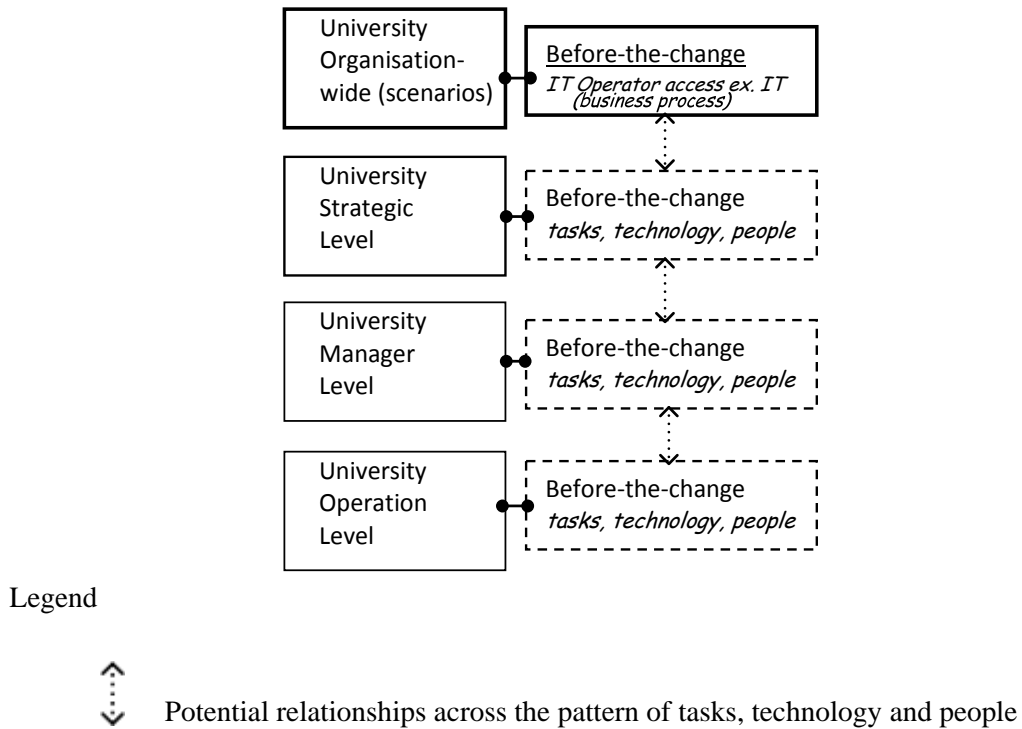 University
Organisation-
wide (scenarios)
Before-the-change
IT Operator access ex. IT
(business process)
University
Strategic
Level
Before-the-change
tasks, technology, people
University
Manager
Level
Before-the-change
tasks, technology, people
University
Operation
Level
Before-the-change
tasks, technology, people
Legend
Potential relationships across the pattern of tasks, technology and people